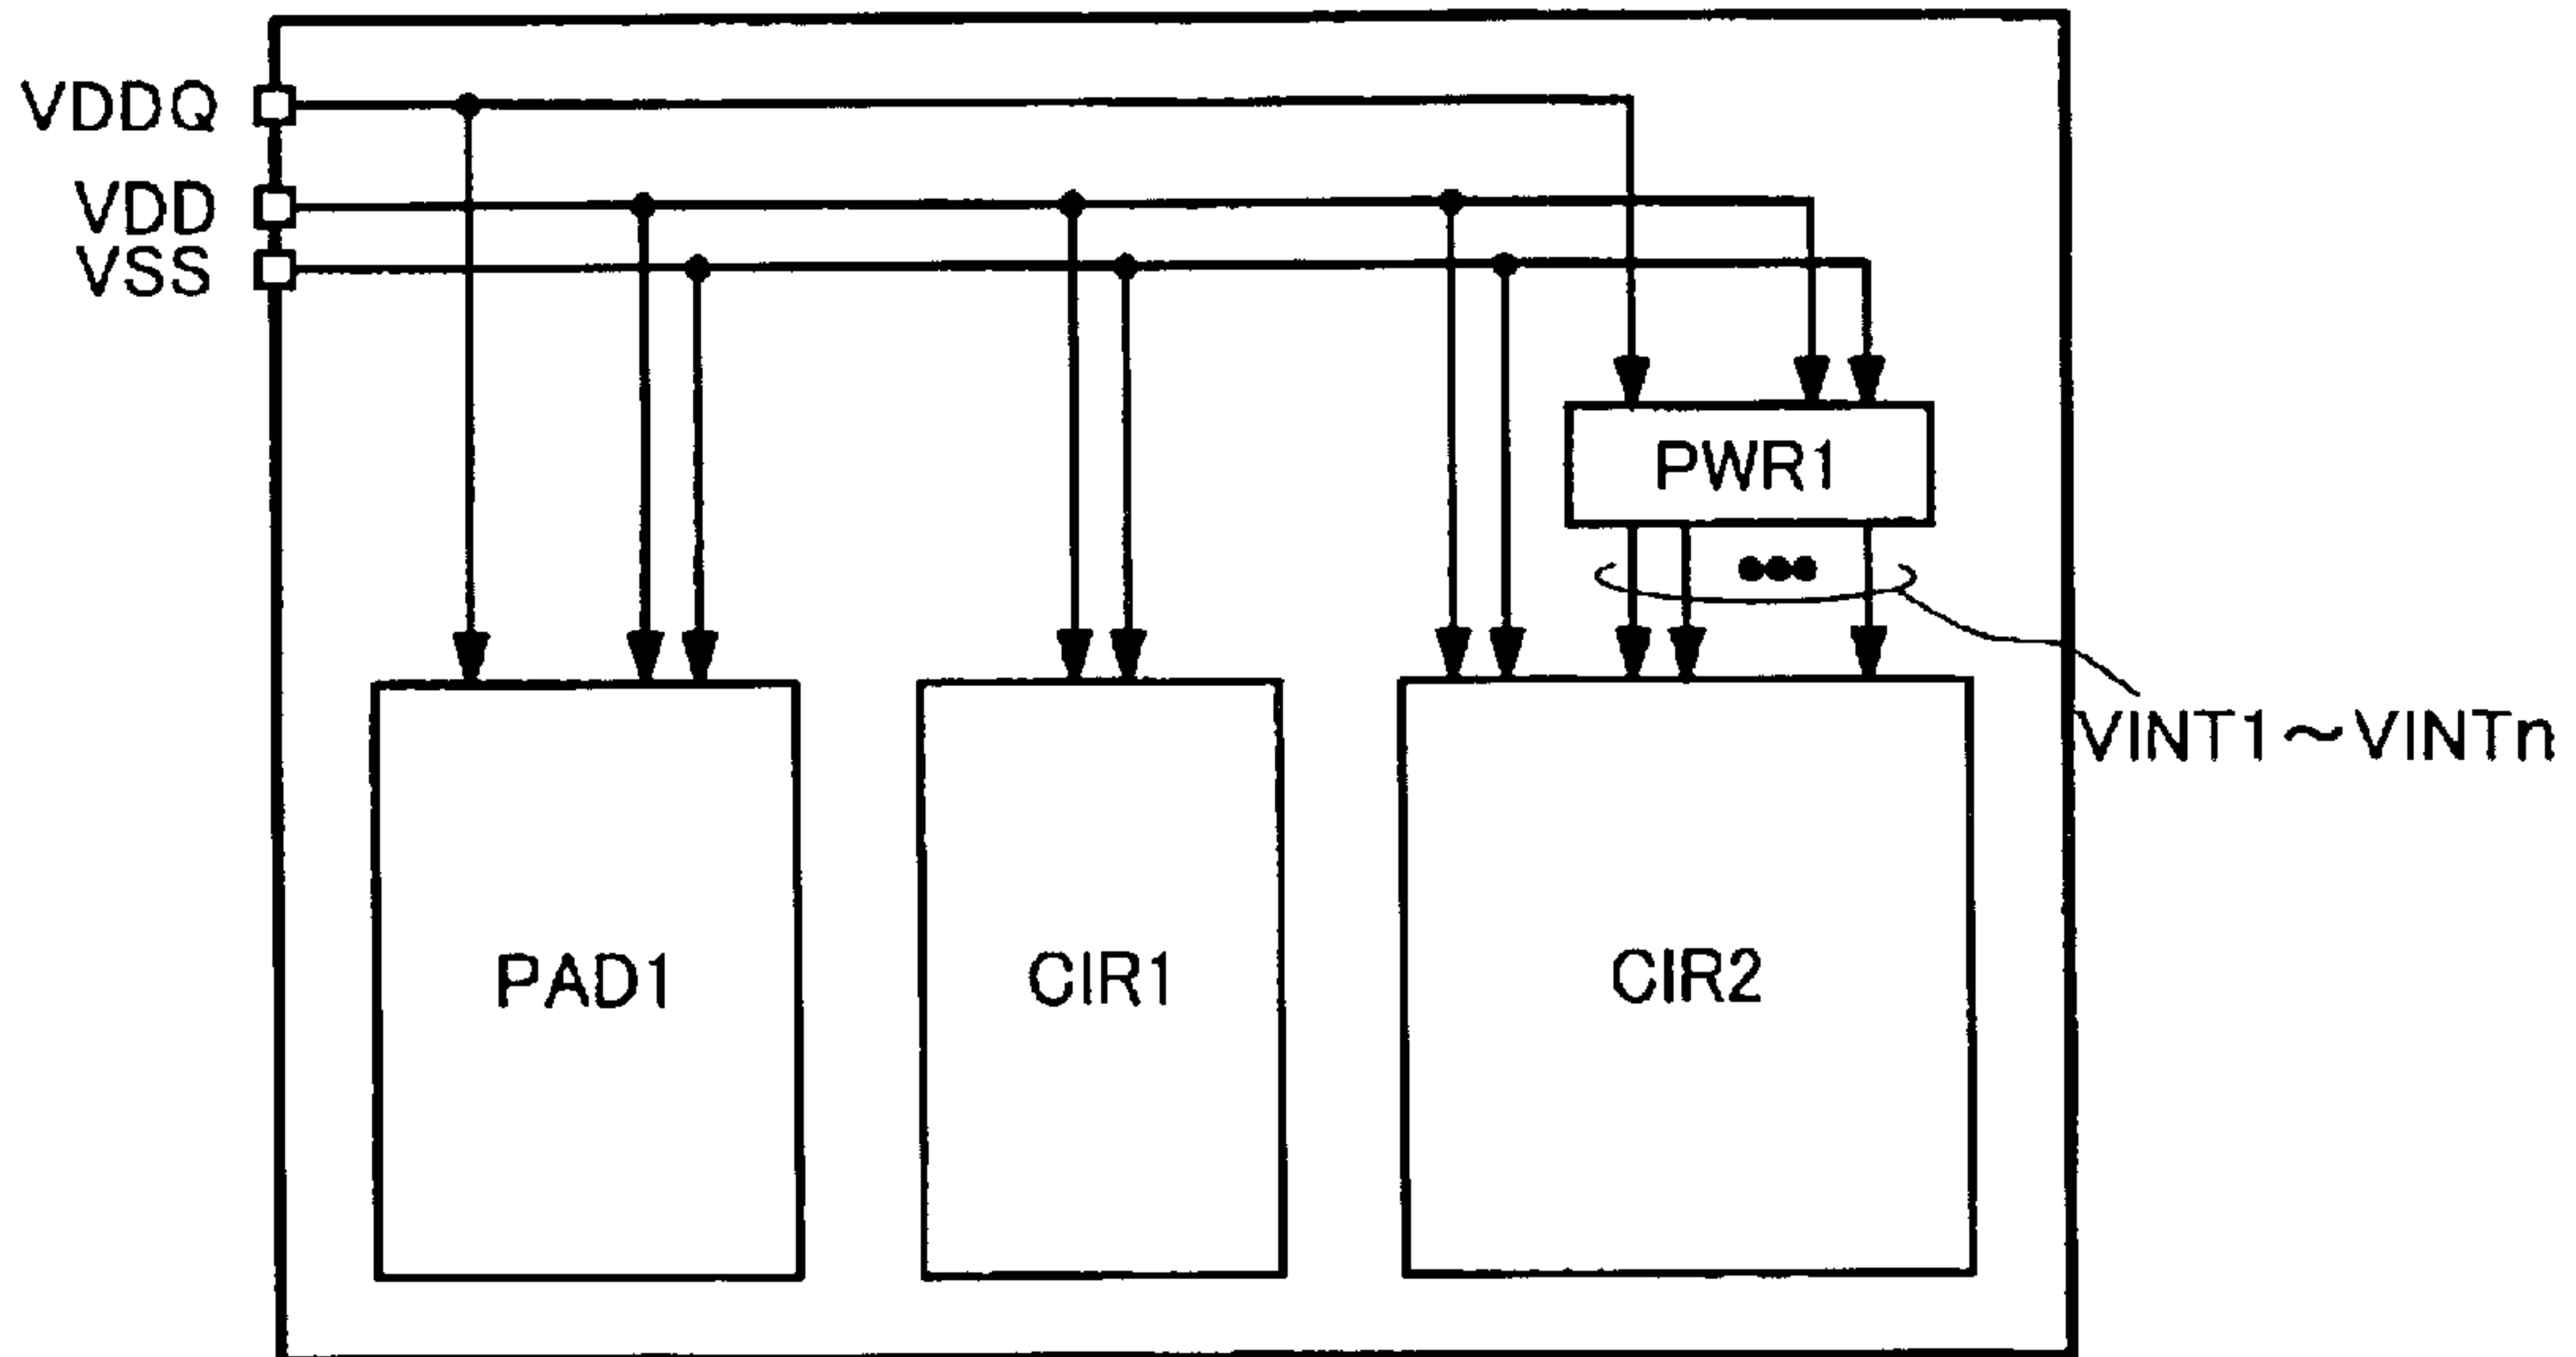 VDDQ
VDD
VSS
PWR1
VINT1～VINTn
PAD1
CIR1
CIR2